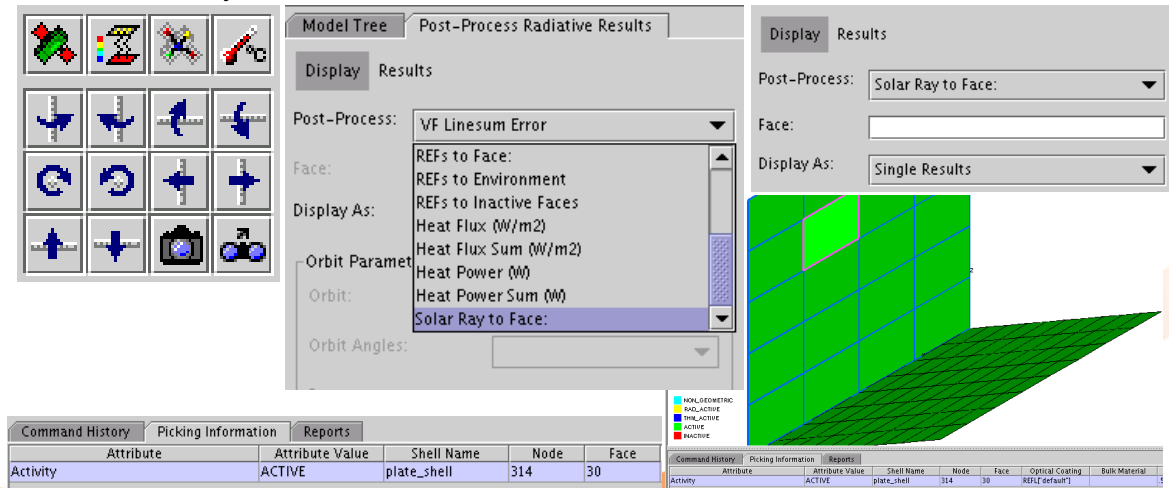 °C
Model Tree Post-Process Radiative Results
Display Results
Post-Process: VF Linesum Error
Face:
Display As:
REFs to Face:
REFs to Environment
REFs to Inactive Faces
Heat Flux (W/m2)
Heat Flux Sum (W/m2)
Heat Power (W)
Heat Power Sum (W)
Solar Ray to Face:
Orbit Paramet
Orbit:
Orbit Angles:
Display Results
Post-Process: Solar Ray to Face:
Face:
Display As: Single Results
z
NON_GEOMETRIC
RAD_ACTIVE
THM_ACTIVE
ACTIVE
INACTIVE
Command History Picking Information Reports
Attribute Attribute Value Shell Name Node Face
Activity ACTIVE plate_shell 314 30
Command History Picking Information Reports
Attribute Attribute Value Shell Name Node Face Optical Coating Bulk Material
Activity ACTIVE plate_shell 314 30 REFL["default"]